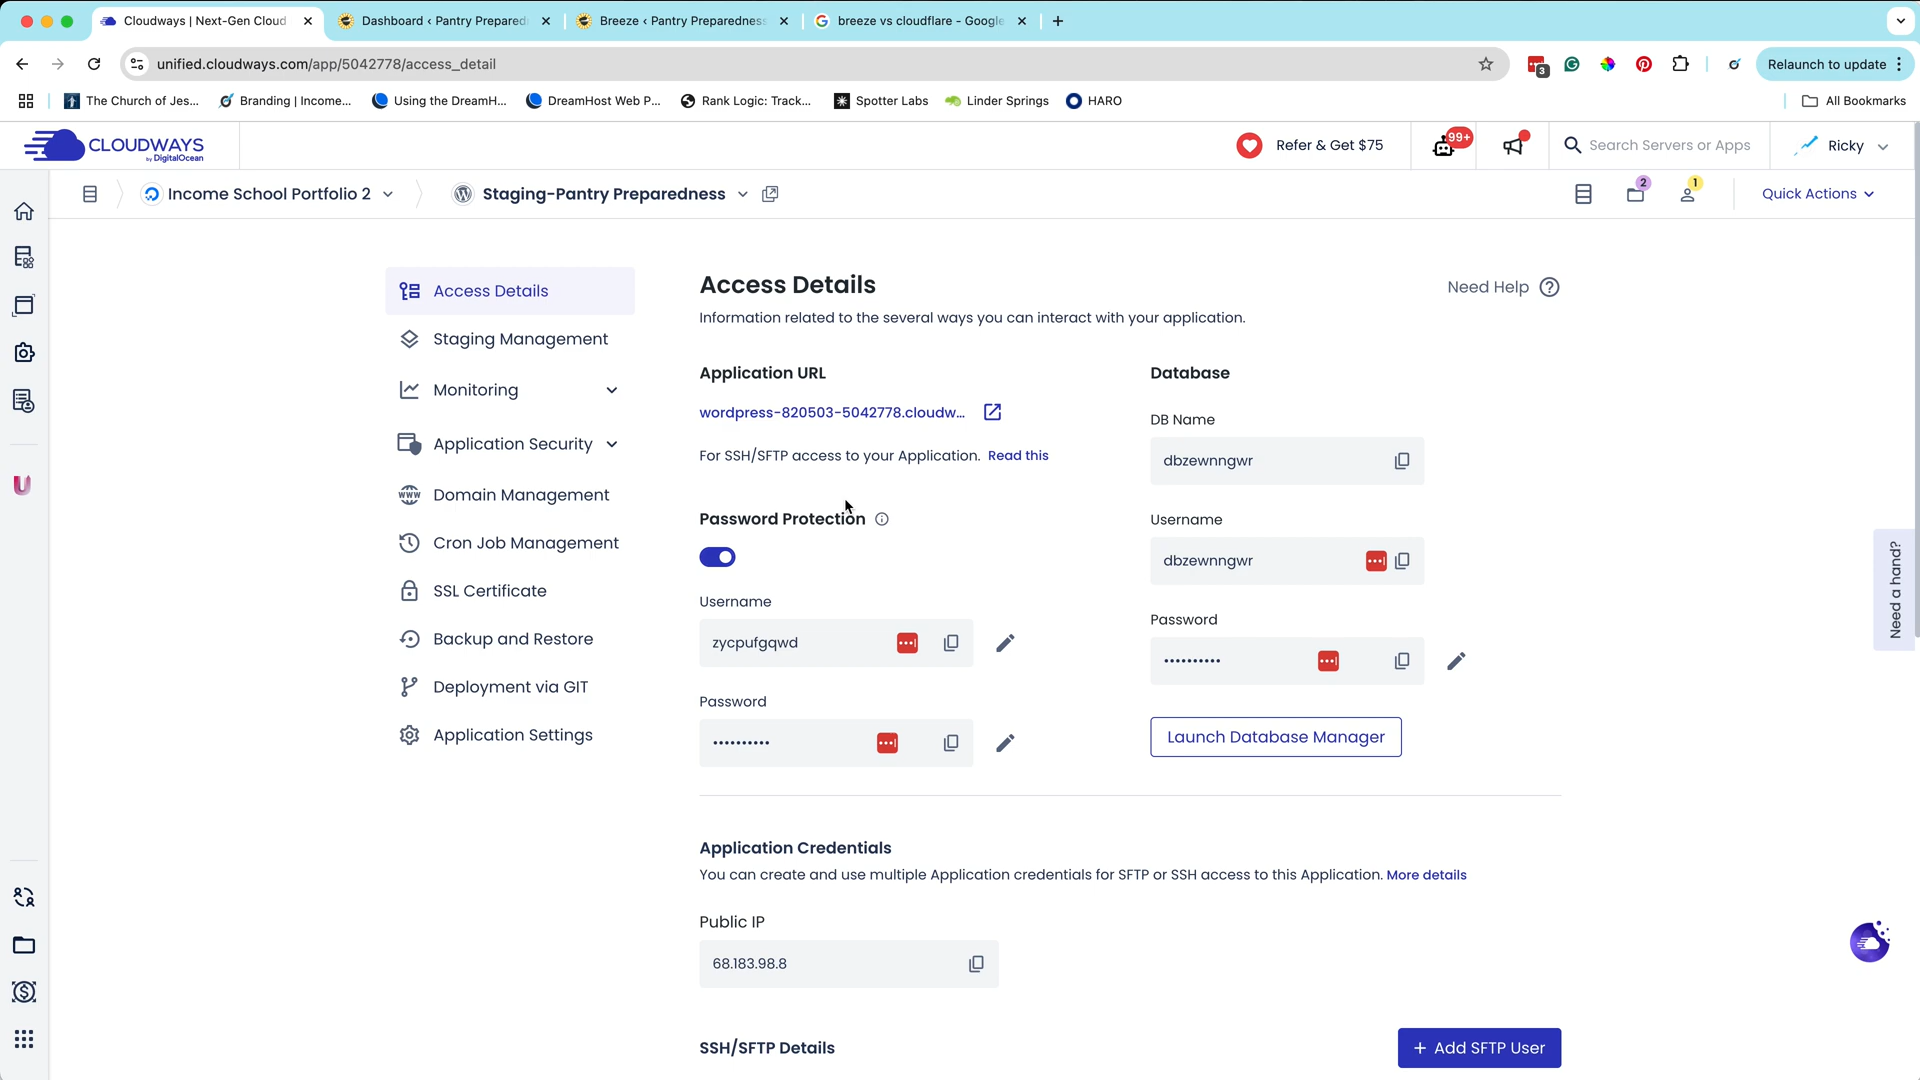 Cloudways | Next-Gen Cloud
Dashboard ‹ Pantry Prepared
Breeze ‹ Pantry Preparedness
breeze vs cloudflare - Google
unified.cloudways.com/app/5042778/access_detail
3
Relaunch to update
The Church of Jes...
Branding | Income...
Using the DreamH...
DreamHost Web P...
Rank Logic: Track...
Spotter Labs
Linder Springs
HARO
All Bookmarks
CLOUDWAYS
by DigitalOcean
Refer & Get $75
99+
Search Servers or Apps
Ricky
Income School Portfolio 2
Staging-Pantry Preparedness
2
1
Quick Actions
Access Details
Staging Management
Monitoring
Application Security
Domain Management
Cron Job Management
SSL Certificate
Backup and Restore
Deployment via GIT
Application Settings
Access Details
Need Help
Information related to the several ways you can interact with your application.
Application URL
wordpress-820503-5042778.cloudw...
For SSH/SFTP access to your Application. Read this
Password Protection
Username
zycpufgqwd
Password
••••••••••
Database
DB Name
dbzewnngwr
Username
dbzewnngwr
Password
••••••••••
Launch Database Manager
Need a hand?
Application Credentials
You can create and use multiple Application credentials for SFTP or SSH access to this Application. More details
Public IP
68.183.98.8
SSH/SFTP Details
+ Add SFTP User